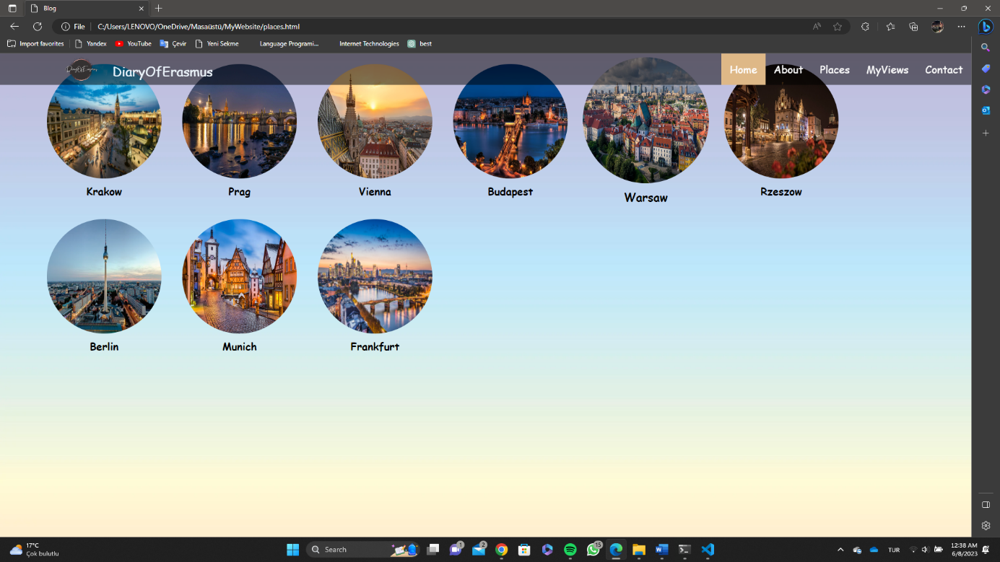 Blog
File C:/Users/LENOVO/OneDrive/Masaüstü/MyWebsite/places.html
Import favorites Yandex YouTube Çevir Yeni Sekme Language Programi... Internet Technologies best
DiaryOfErasmus DiaryOfErasmus Home About Places MyViews Contact
Krakow Prag Vienna Budapest Warsaw Rzeszow
Berlin Munich Frankfurt
17°C
Çok bulutlu
Search
1
2
15
TUR
12:38 AM
6/8/2023